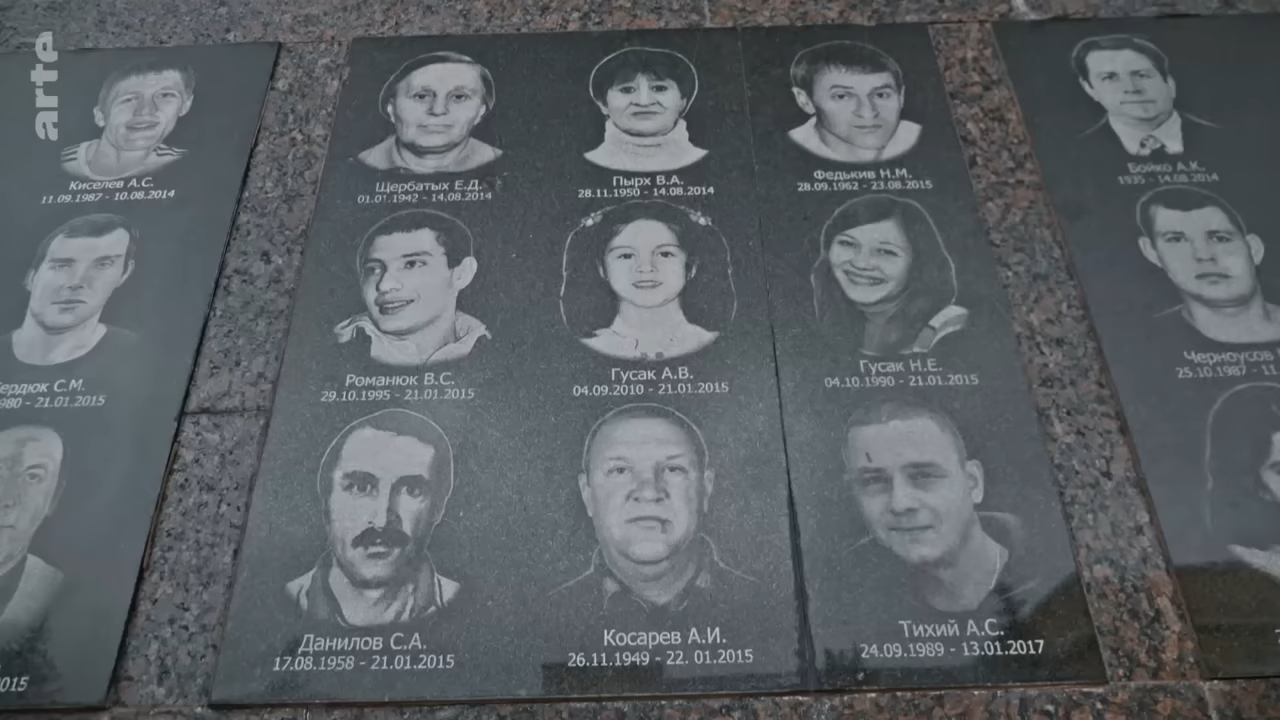 arte
Киселев А.С.
11.09.1987 - 10.08.2014
Щербатых Е.Д.
01.01.1942 - 14.08.2014
Пырх В.А.
28.11.1950 - 14.08.2014
Федькив Н.М.
28.09.1962 - 23.08.2015
Бойко А.К.
1935 - 14.08.2014
ердюк С.М.
980 - 21.01.2015
Романюк В.С.
29.10.1995 - 21.01.2015
Гусак А.В.
04.09.2010 - 21.01.2015
Гусак Н.Е.
04.10.1990 - 21.01.2015
Черноусов
25.10.1987 - 11
015
Данилов С.А.
17.08.1958 - 21.01.2015
Косарев А.И.
26.11.1949 - 22. 01.2015
Тихий А.С.
24.09.1989 - 13.01.2017